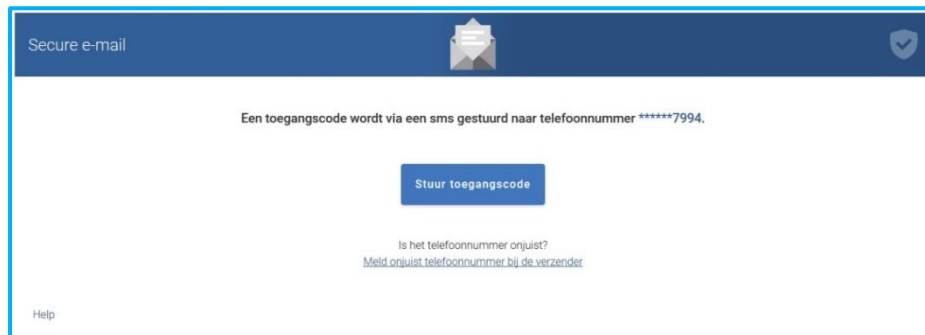 Secure e-mail
Een toegangscode wordt via een sms gestuurd naar telefoonnummer ******7994.
Stuur toegangscode
Is het telefoonnummer onjuist?
Meld onjuist telefoonnummer bij de verzender
Help